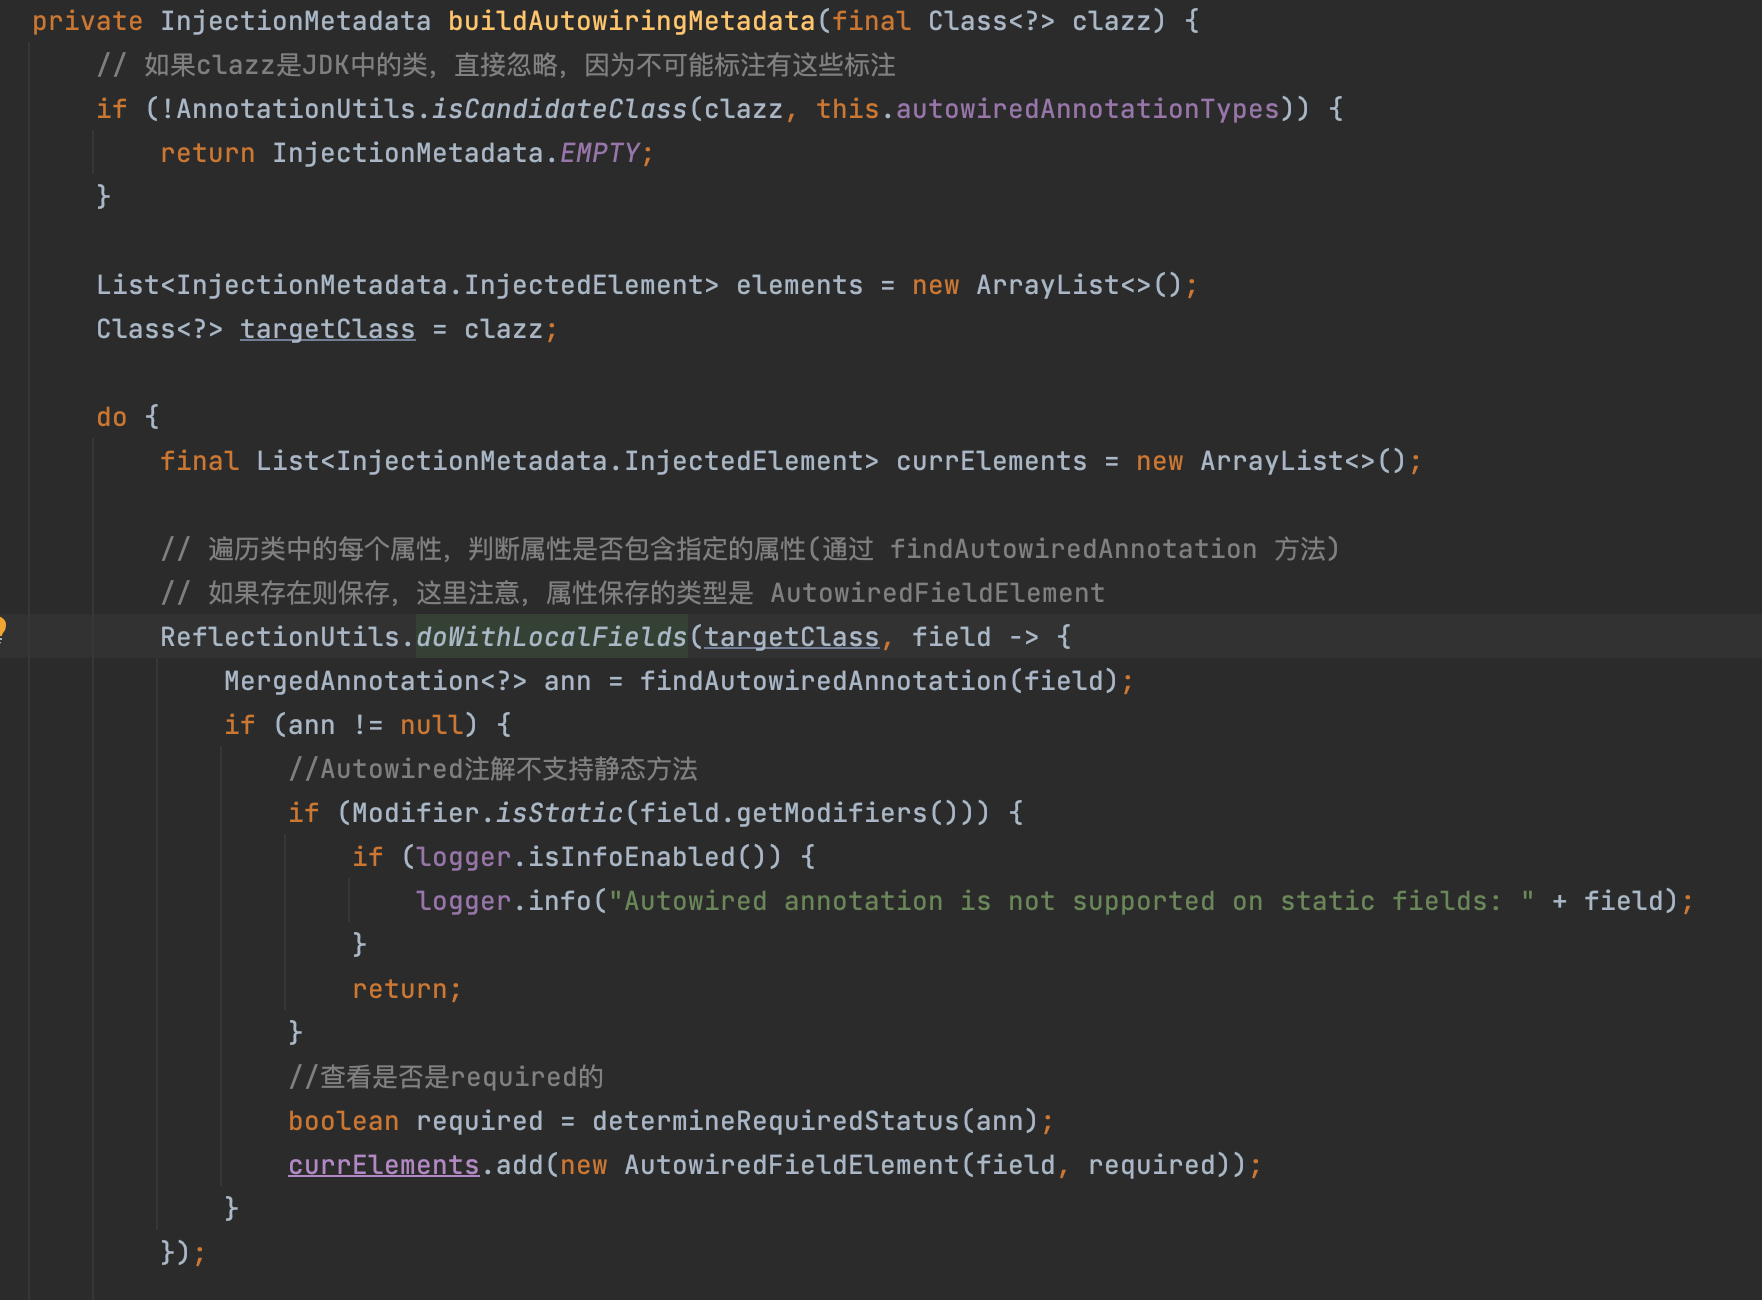 private InjectionMetadata buildAutowiringMetadata(final Class<?> clazz) {
// 如果clazz是JDK中的类，直接忽略，因为不可能标注有这些标注
if (!AnnotationUtils.isCandidateClass(clazz, this.autowiredAnnotationTypes)) {
return InjectionMetadata.EMPTY;
}
List<InjectionMetadata.InjectedElement> elements = new ArrayList<>();
Class<?> targetClass = clazz;
do {
final List<InjectionMetadata.InjectedElement> currElements = new ArrayList<>();
// 遍历类中的每个属性，判断属性是否包含指定的属性(通过 findAutowiredAnnotation 方法)
// 如果存在则保存，这里注意，属性保存的类型是 AutowiredFieldElement
ReflectionUtils.doWithLocalFields(targetClass, field -> {
MergedAnnotation<?> ann = findAutowiredAnnotation(field);
if (ann != null) {
//Autowired注解不支持静态方法
if (Modifier.isStatic(field.getModifiers())) {
if (logger.isInfoEnabled()) {
logger.info("Autowired annotation is not supported on static fields: " + field);
}
return;
}
//查看是否是required的
boolean required = determineRequiredStatus(ann);
currElements.add(new AutowiredFieldElement(field, required));
}
});